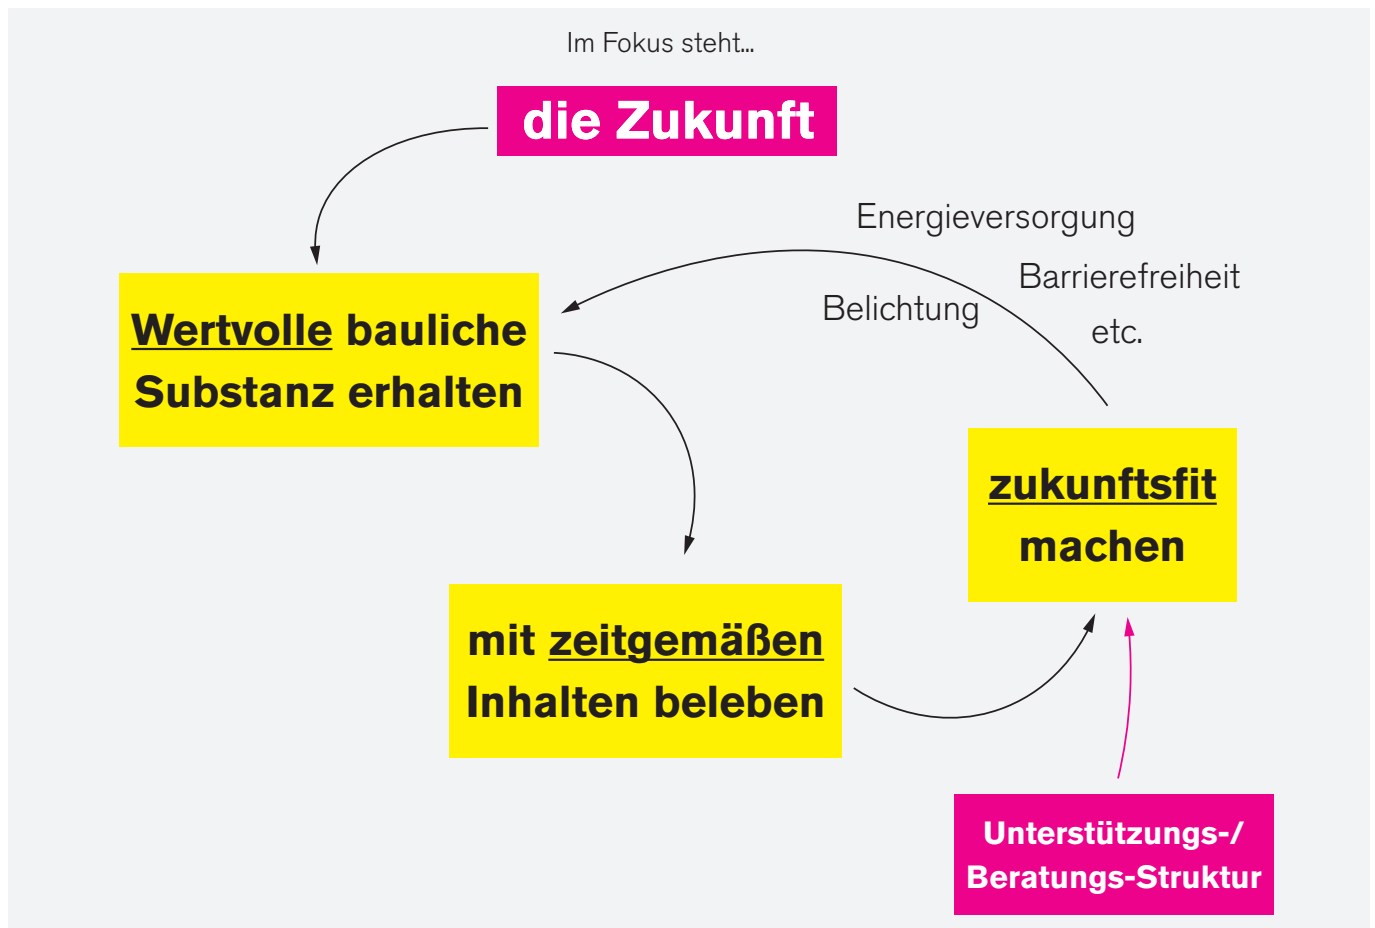 Im Fokus steht...
die Zukunft
Energieversorgung
Barrierefreiheit
etc.
Belichtung
Wertvolle bauliche
Substanz erhalten
zukunftsfit
machen
mit zeitgemäßen
Inhalten beleben
Unterstützungs-/
Beratungs-Struktur